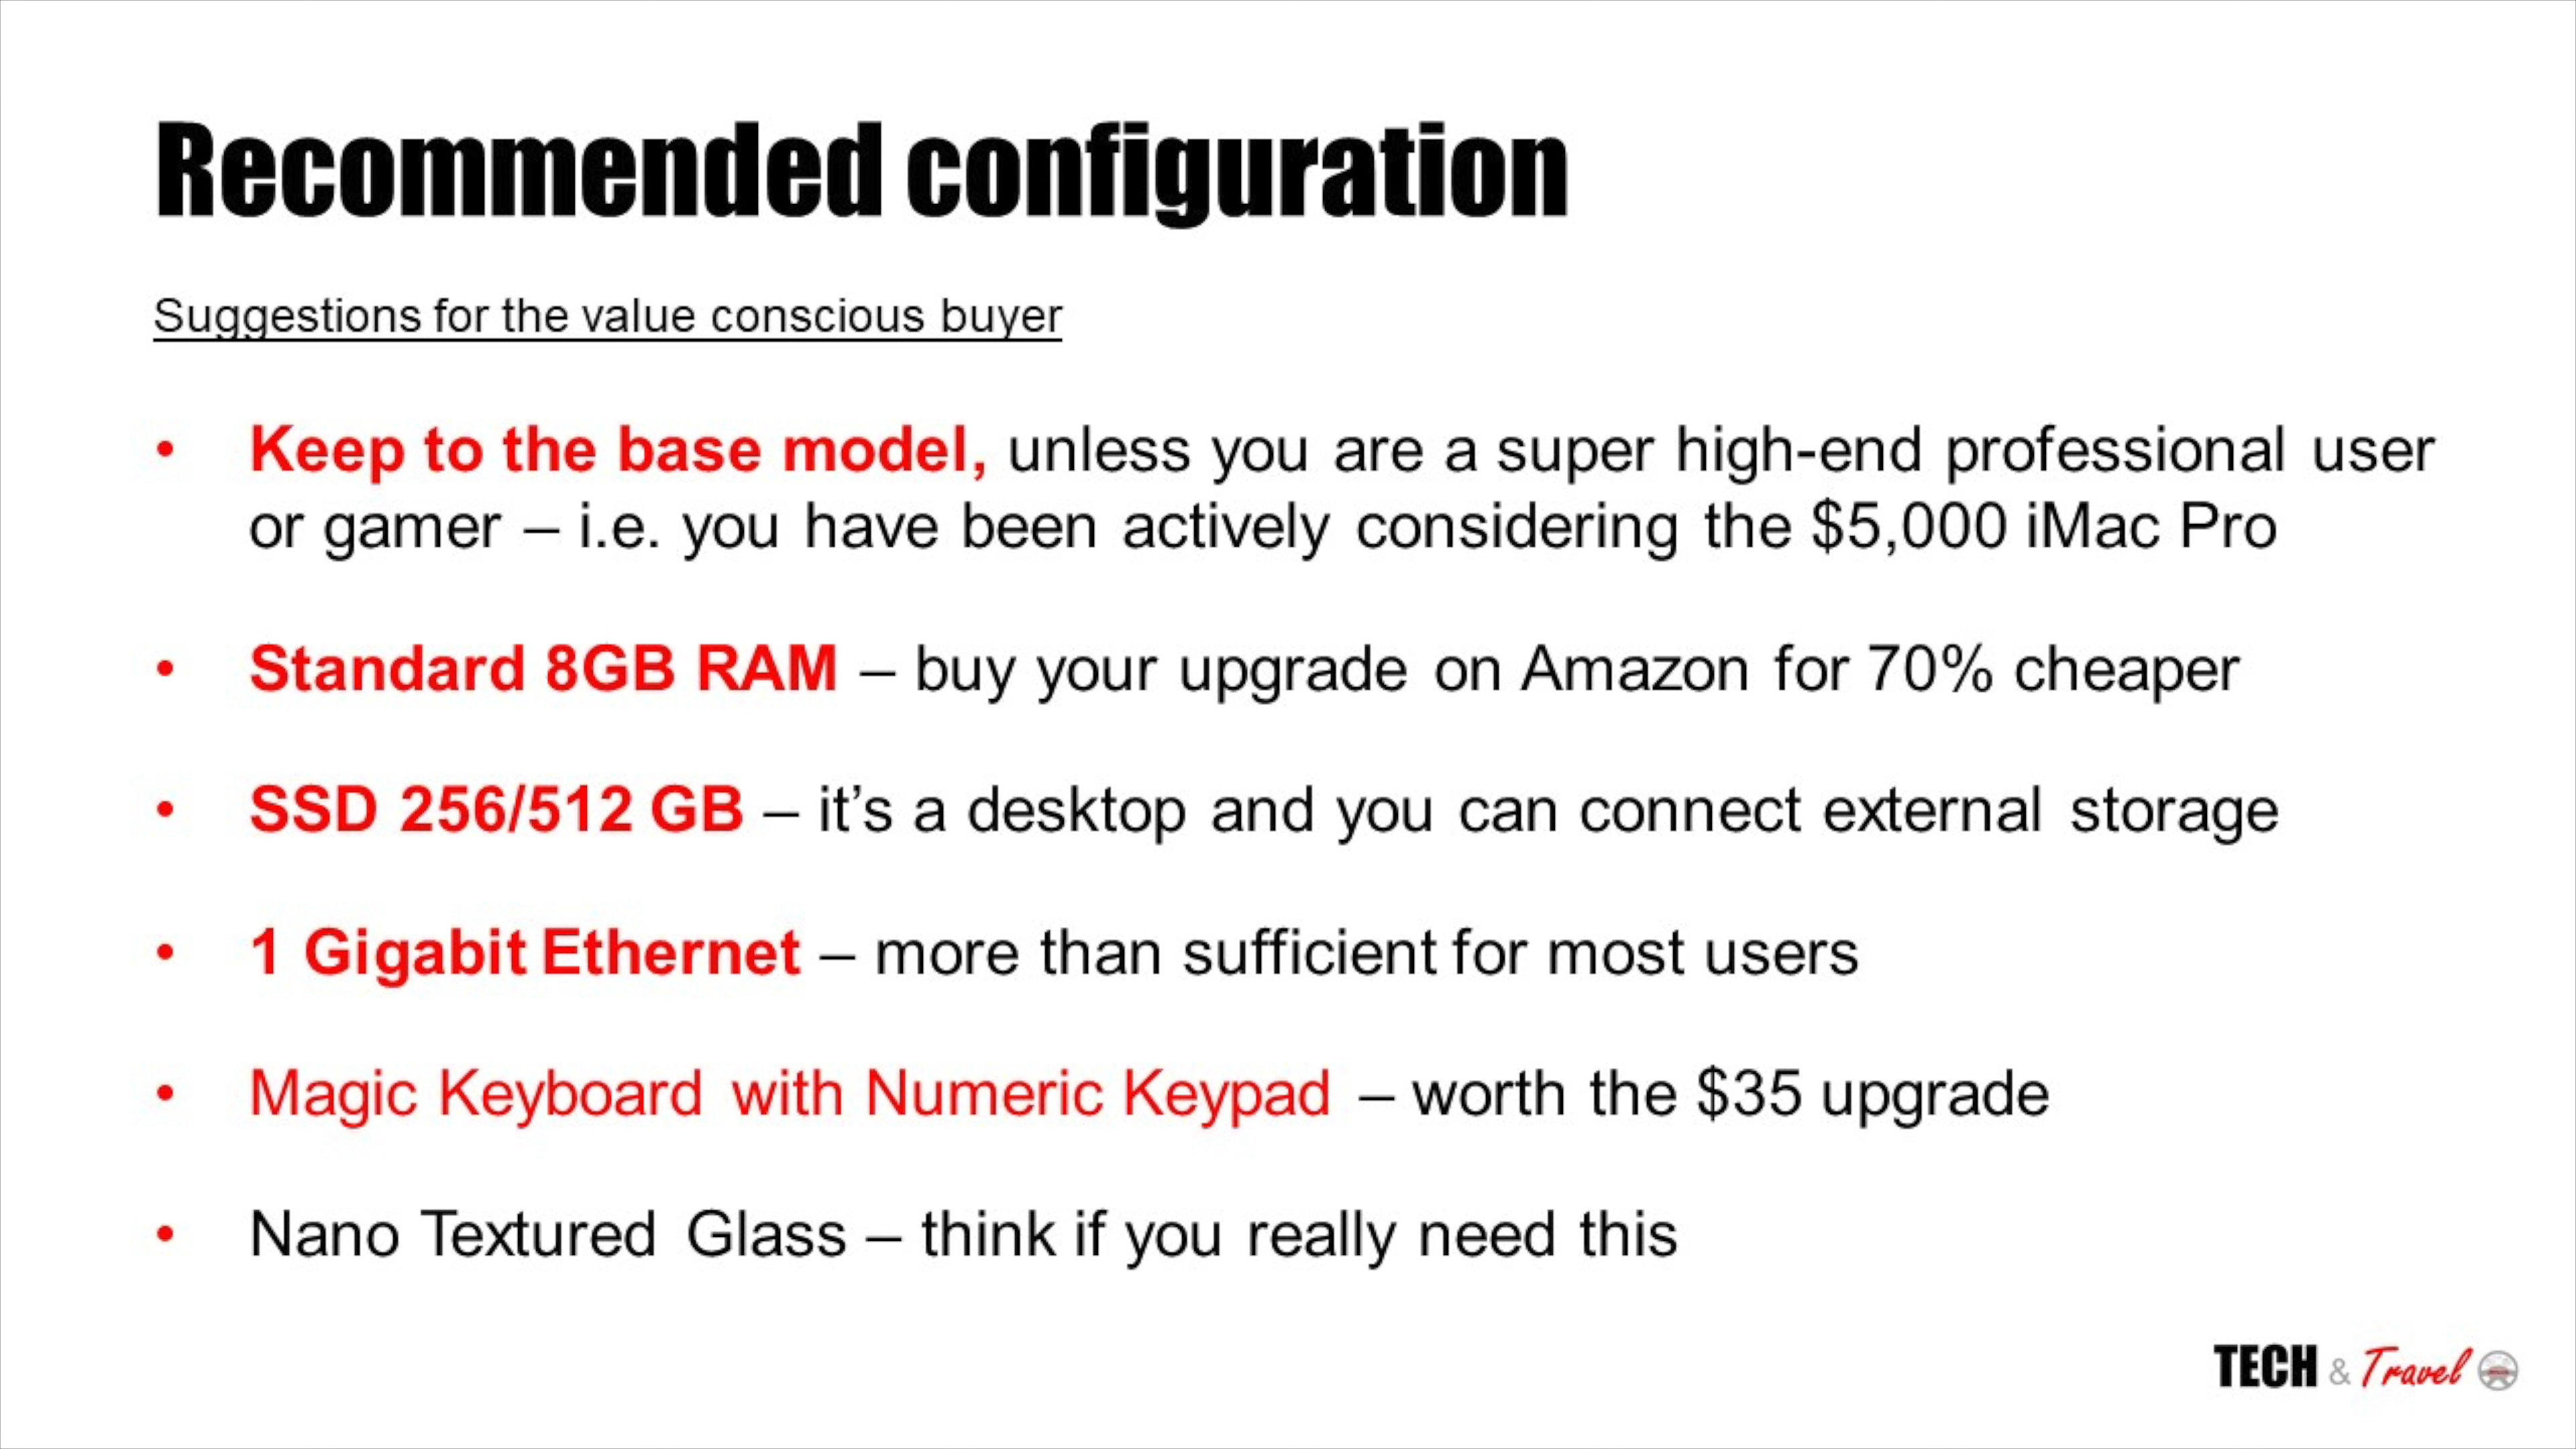 Recommended configuration
Suggestions for the value conscious buyer
• Keep to the base model, unless you are a super high-end professional user
or gamer – i.e. you have been actively considering the $5,000 iMac Pro
• Standard 8GB RAM – buy your upgrade on Amazon for 70% cheaper
• SSD 256/512 GB – it’s a desktop and you can connect external storage
• 1 Gigabit Ethernet – more than sufficient for most users
• Magic Keyboard with Numeric Keypad – worth the $35 upgrade
• Nano Textured Glass – think if you really need this
TECH & Travel